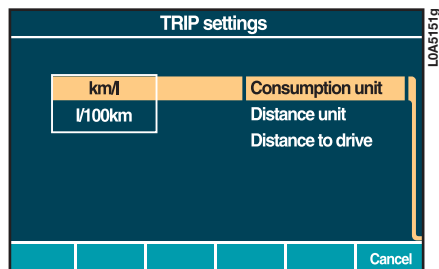 TRIP settings
km/l Consumption unit
l/100km Distance unit
Distance to drive
Cancel
L0A5151g